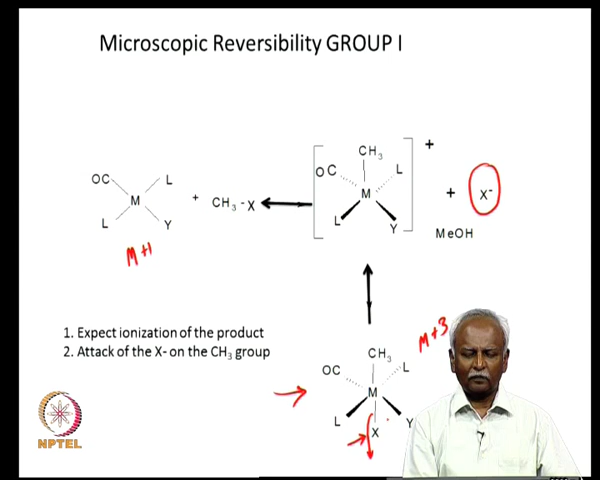 Microscopic Reversibility GROUP I
OC
L
M
L
Y
M+1
+
CH3-X
CH3
OC
L
M
L
Y
+
+
X-
MeOH
1. Expect ionization of the product
2. Attack of the X- on the CH3 group
M+3
CH3
OC
L
M
L
X
Y
NPTEL